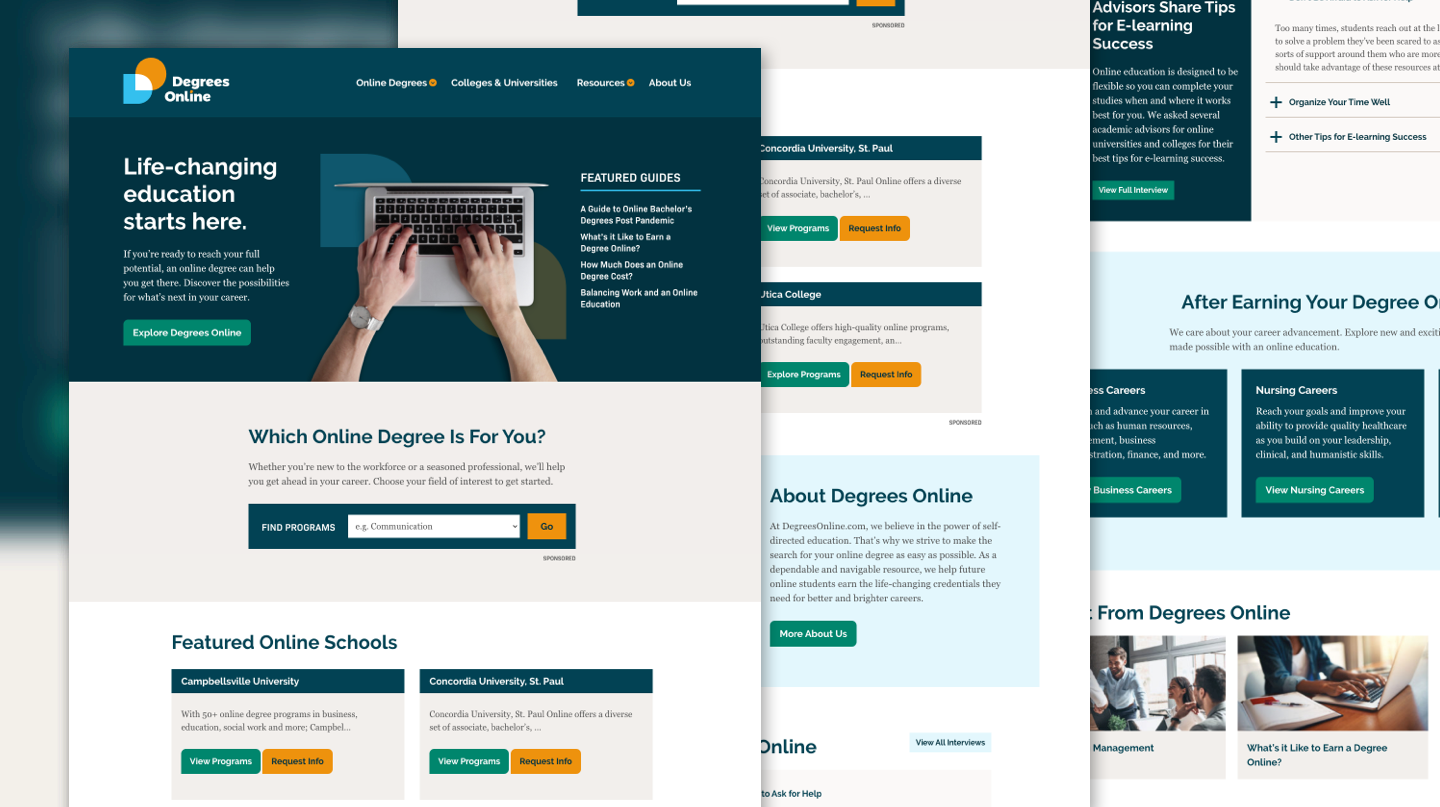 Degrees
Online
Online Degrees
Colleges & Universities
Resources
About Us
Life-changing
education
starts here.
If you're ready to reach your full
potential, an online degree can help
you get there. Discover the possibilities
for what's next in your career.
Explore Degrees Online
FEATURED GUIDES
A Guide to Online Bachelor's
Degrees Post Pandemic
What's it Like to Earn a
Degree Online?
How Much Does an Online
Degree Cost?
Balancing Work and an Online
Education
Which Online Degree Is For You?
Whether you're new to the workforce or a seasoned professional, we'll help
you get ahead in your career. Choose your field of interest to get started.
FIND PROGRAMS
e.g. Communication
Go
SPONSORED
Featured Online Schools
Campbellsville University
With 50+ online degree programs in business,
education, social work and more; Campbel...
View Programs
Request Info
Concordia University, St. Paul
Concordia University, St. Paul Online offers a diverse
set of associate, bachelor's, ...
View Programs
Request Info
SPONSORED
Concordia University, St. Paul
Concordia University, St. Paul Online offers a diverse
set of associate, bachelor's, ...
View Programs
Request Info
Utica College
Utica College offers high-quality online programs,
outstanding faculty engagement, an...
Explore Programs
Request Info
SPONSORED
About Degrees Online
At DegreesOnline.com, we believe in the power of self-
directed education. That's why we strive to make the
search for your online degree as easy as possible. As a
dependable and navigable resource, we help future
online students earn the life-changing credentials they
need for better and brighter careers.
More About Us
Online
View All Interviews
to Ask for Help
Advisors Share Tips
for E-learning
Success
Online education is designed to be
flexible so you can complete your
studies when and where it works
best for you. We asked several
academic advisors for online
universities and colleges for their
best tips for e-learning success.
View Full Interview
Too many times, students reach out at the
to solve a problem they've been scared to
sorts of support around them who are more
should take advantage of these resources at
Organize Your Time Well
Other Tips for E-learning Success
After Earning Your Degree
We care about your career advancement. Explore new and
made possible with an online education.
Careers
and advance your career in
as human resources,
business
finance, and more.
Business Careers
Nursing Careers
Reach your goals and improve your
ability to provide quality healthcare
as you build on your leadership,
clinical, and humanistic skills.
View Nursing Careers
From Degrees Online
Management
What's it Like to Earn a Degree
Online?